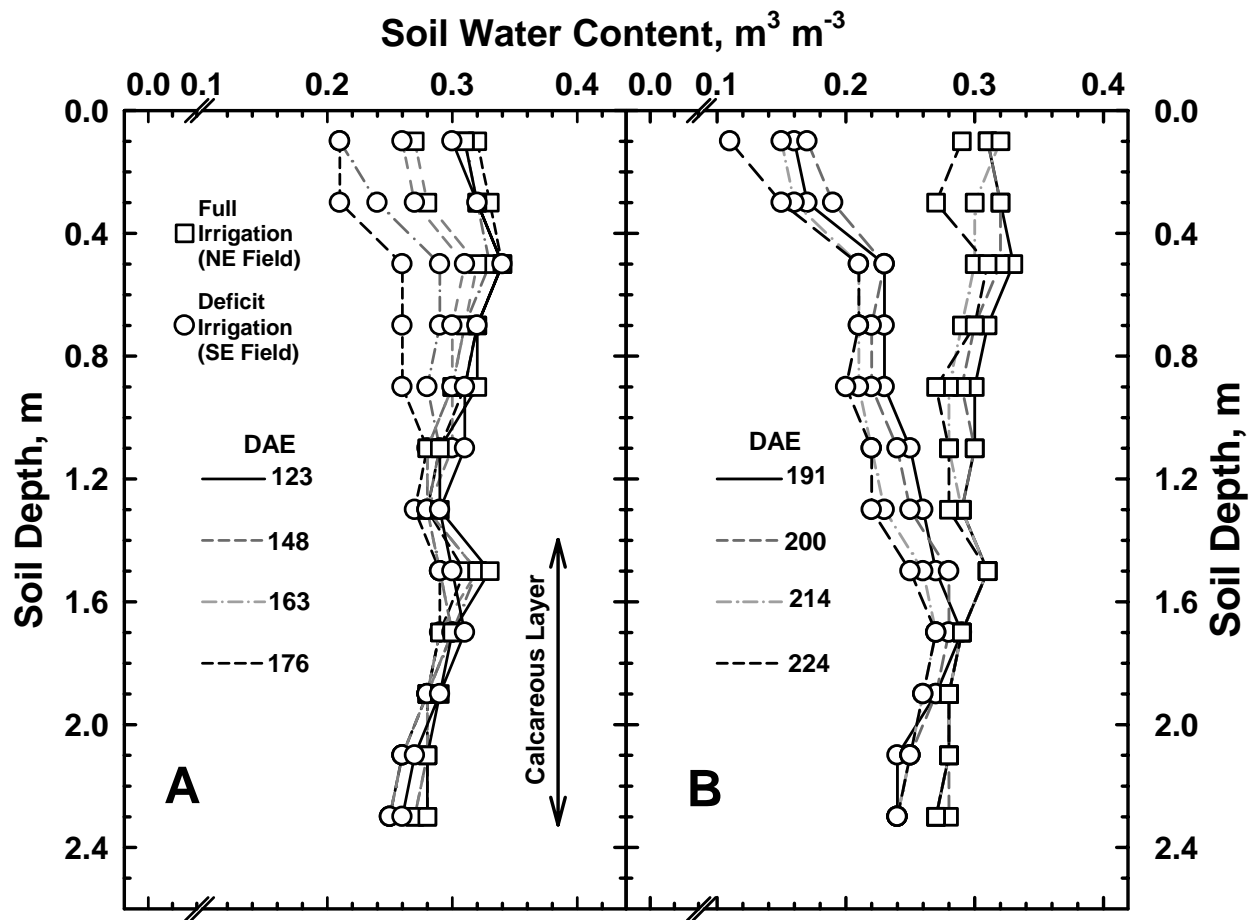 Soil Water Content, m³ m⁻³
0.0 0.1 0.2 0.3 0.4 0.0 0.1 0.2 0.3 0.4
0.0 0.0
Full
Irrigation
(NE Field)
0.4 0.4
Deficit
Irrigation
(SE Field)
0.8 0.8
DAE DAE
1.2 123 191 1.2
148 200
1.6 163 214 1.6
176 224
2.0 2.0
2.4 2.4
A B
Calcareous Layer
Soil Depth, m
Soil Depth, m